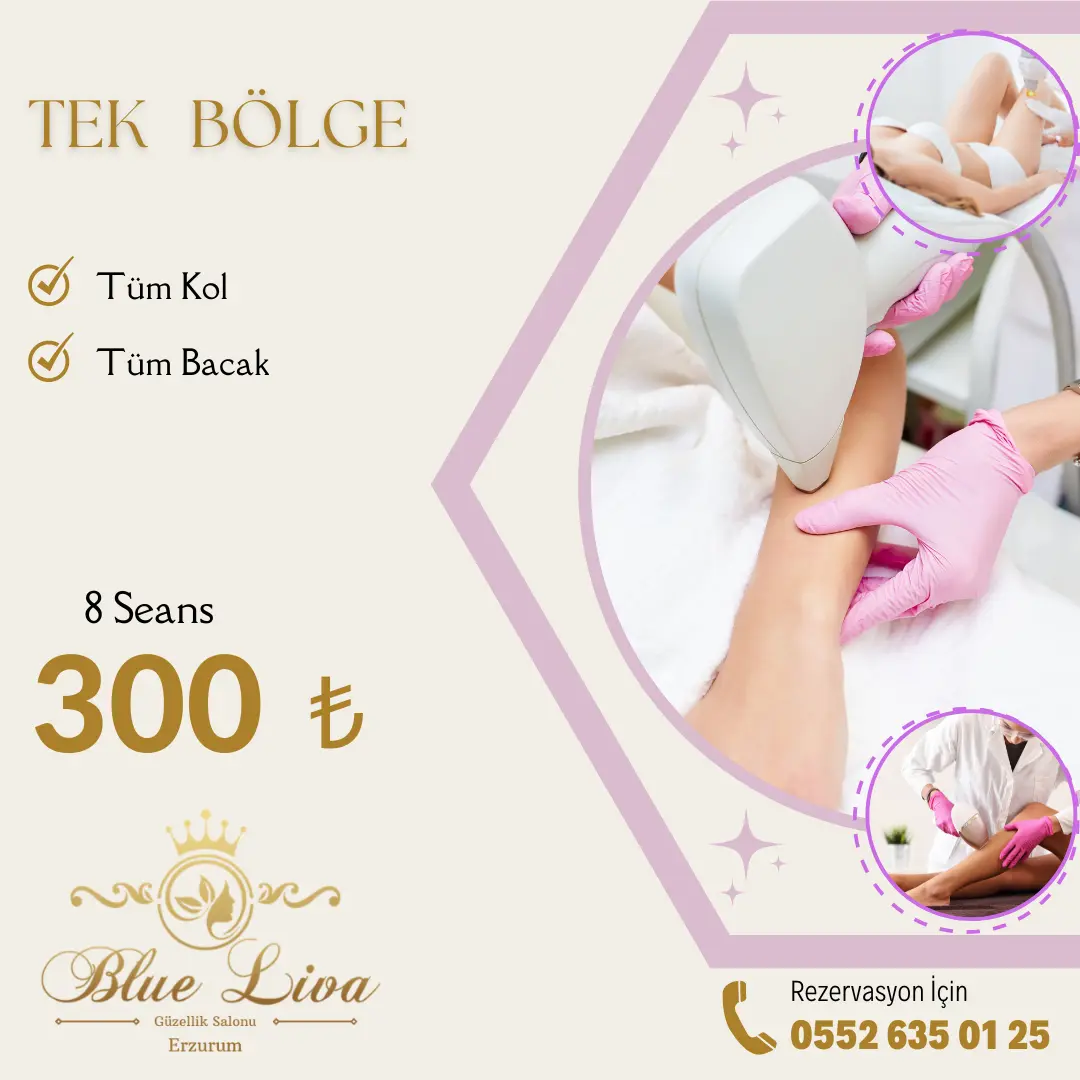 TEK BÖLGE
Tüm Kol
Tüm Bacak
8 Seans
300 ₺
Blue Liva
Güzellik Salonu
Erzurum
Rezervasyon İçin
0552 635 01 25